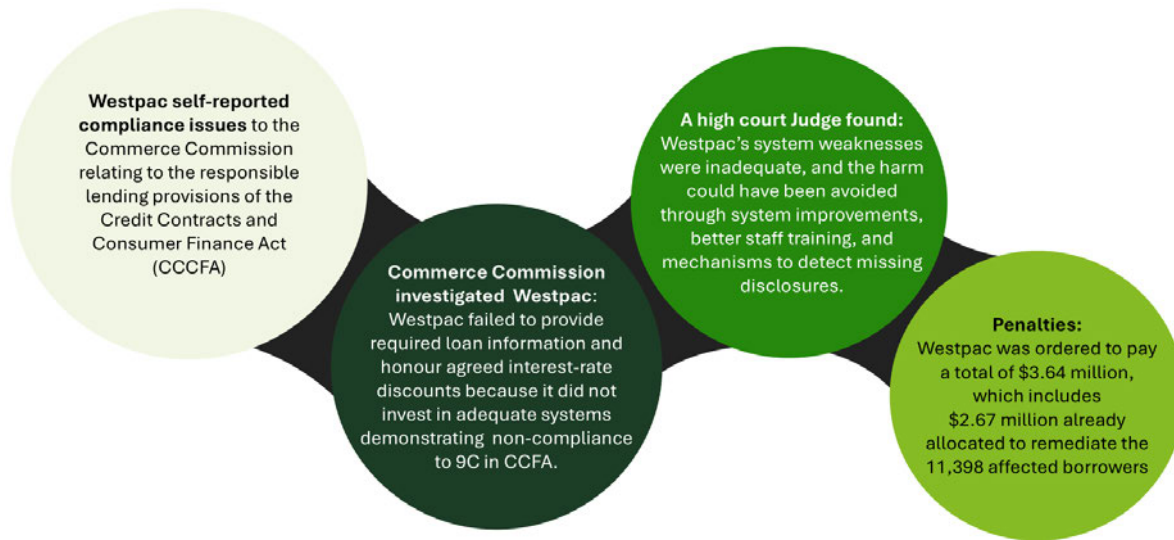 Westpac self-reported
compliance issues to the
Commerce Commission
relating to the responsible
lending provisions of the
Credit Contracts and
Consumer Finance Act
(CCCFA)
Commerce Commission
investigated Westpac:
Westpac failed to provide
required loan information and
honour agreed interest-rate
discounts because it did not
invest in adequate systems
demonstrating non-compliance
to 9C in CCFA.
A high court Judge found:
Westpac's system weaknesses
were inadequate, and the harm
could have been avoided
through system improvements,
better staff training, and
mechanisms to detect missing
disclosures.
Penalties:
Westpac was ordered to pay
a total of $3.64 million,
which includes
$2.67 million already
allocated to remediate the
11,398 affected borrowers